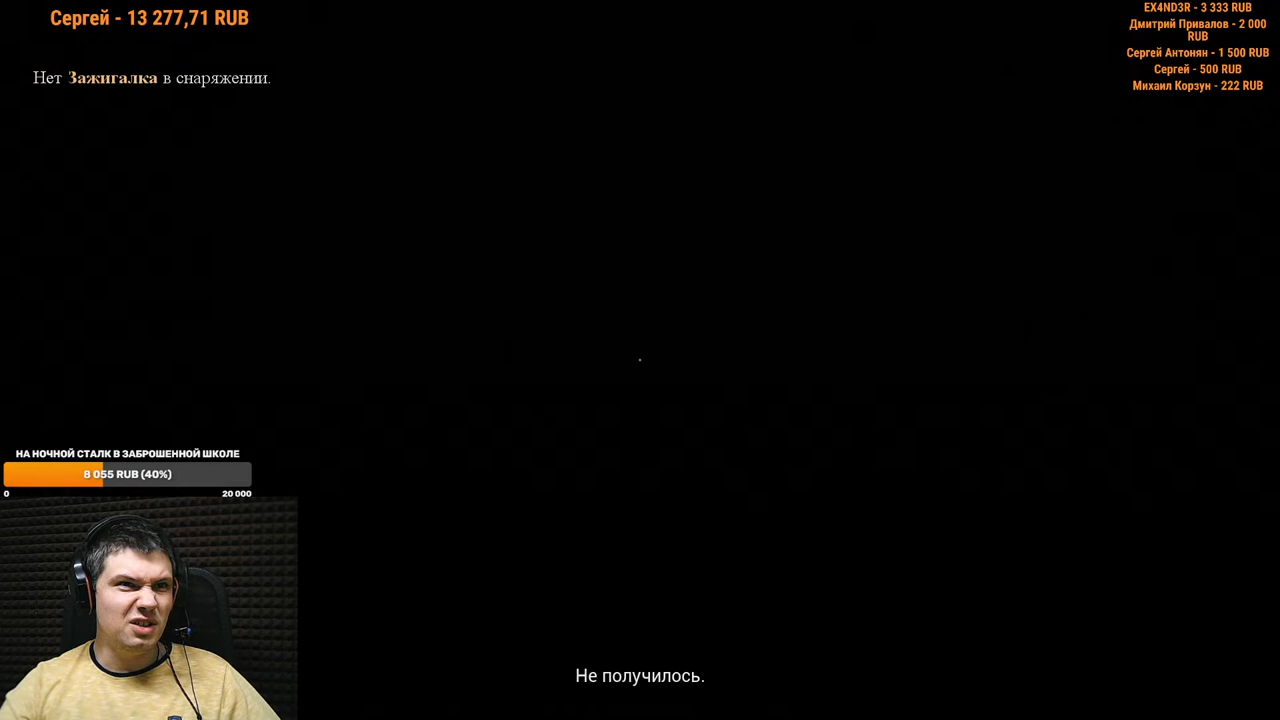 Сергей - 13 277,71 RUB
EX4ND3R - 3 333 RUB
Дмитрий Привалов - 2 000
RUB
Сергей Антонян - 1 500 RUB
Сергей - 500 RUB
Михаил Корзун - 222 RUB
Нет Зажигалка в снаряжении.
НА НОЧНОЙ СТАЛК В ЗАБРОШЕННОЙ ШКОЛЕ
8 055 RUB (40%)
0 20 000
Не получилось.